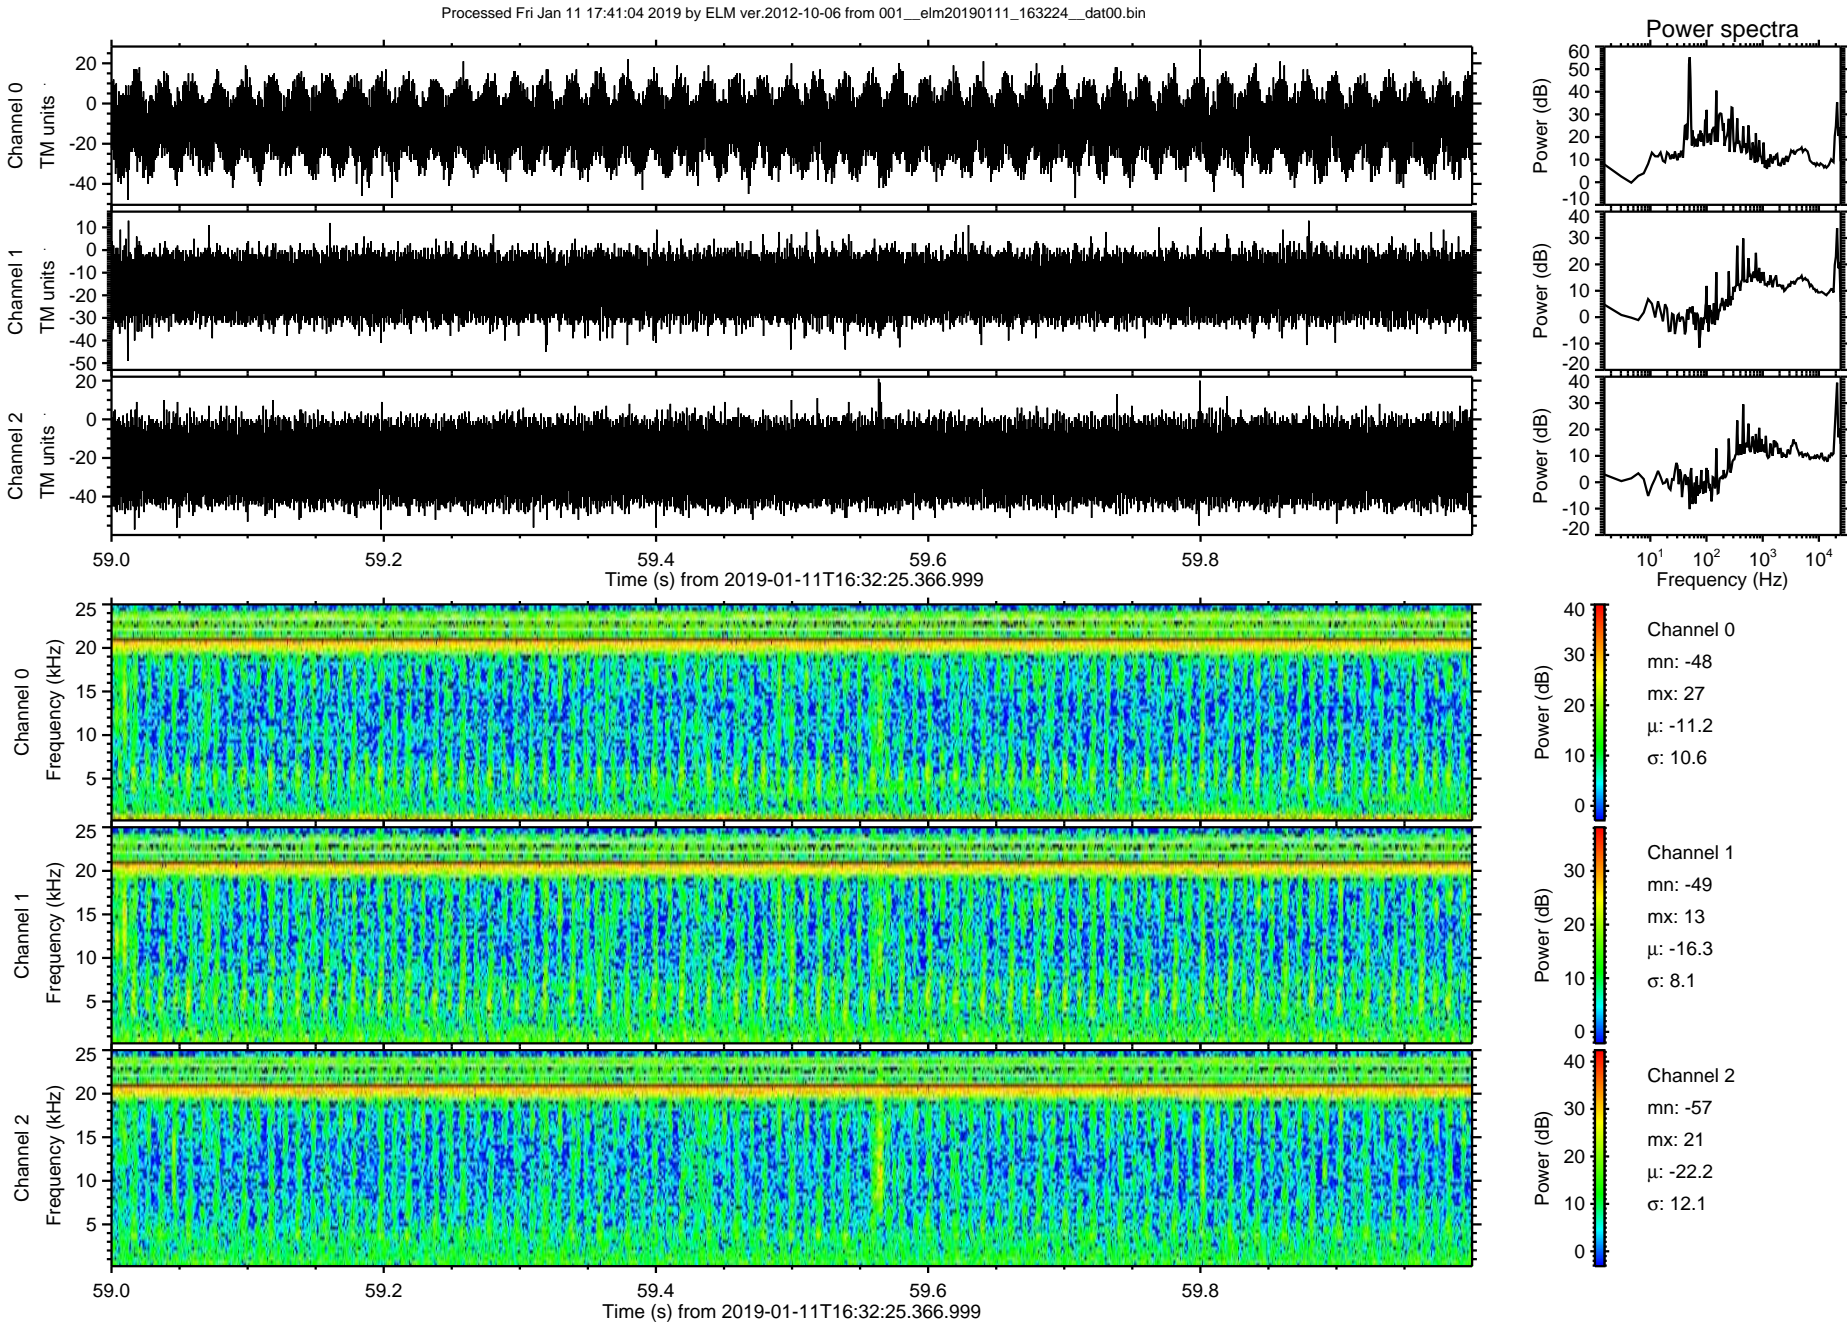 Processed Fri Jan 11 17:41:04 2019 by ELM ver.2012-10-06 from 001__elm20190111_163224__dat00.bin
Power spectra
Channel 0
TM units
20
0
-20
-40
Power (dB)
60
50
40
30
20
10
0
-10
Channel 1
TM units
10
0
-10
-20
-30
-40
-50
Power (dB)
40
30
20
10
0
-10
-20
Channel 2
TM units
20
0
-20
-40
Power (dB)
40
30
20
10
0
-10
-20
59.0 59.2 59.4 59.6 59.8
Time (s) from 2019-01-11T16:32:25.366.999
10¹ 10² 10³ 10⁴
Frequency (Hz)
Channel 0
Frequency (kHz)
25
20
15
10
5
Power (dB)
40
30
20
10
0
Channel 0
mn: -48
mx: 27
μ: -11.2
σ: 10.6
Channel 1
Frequency (kHz)
25
20
15
10
5
Power (dB)
30
20
10
0
Channel 1
mn: -49
mx: 13
μ: -16.3
σ: 8.1
Channel 2
Frequency (kHz)
25
20
15
10
5
Power (dB)
40
30
20
10
0
Channel 2
mn: -57
mx: 21
μ: -22.2
σ: 12.1
59.0 59.2 59.4 59.6 59.8
Time (s) from 2019-01-11T16:32:25.366.999